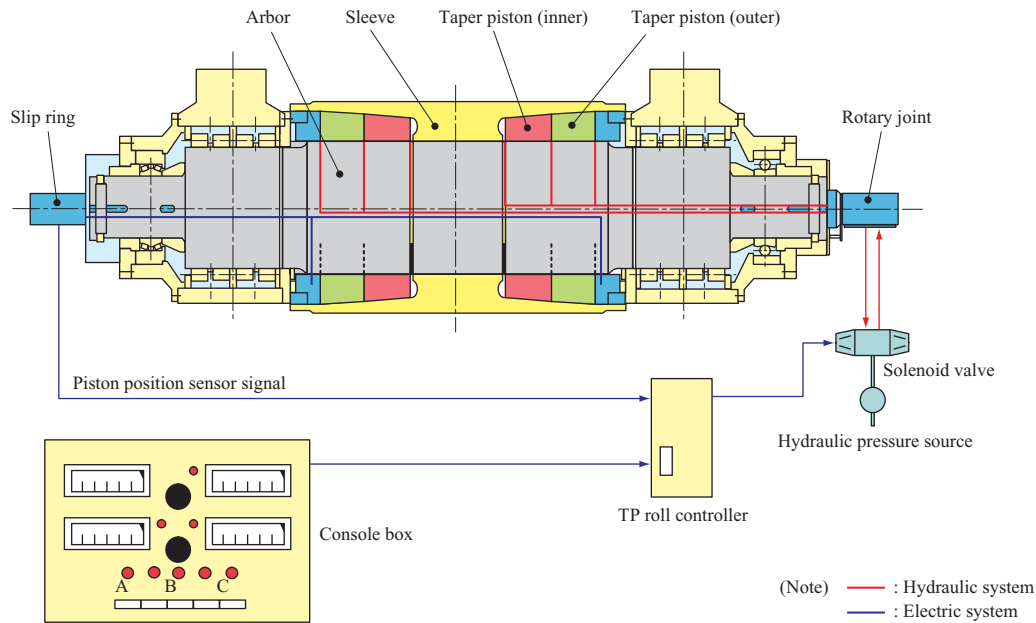 Arbor
Sleeve
Taper piston (inner)
Taper piston (outer)
Slip ring
Rotary joint
Piston position sensor signal
Solenoid valve
Hydraulic pressure source
TP roll controller
Console box
A B C
(Note)
: Hydraulic system
: Electric system